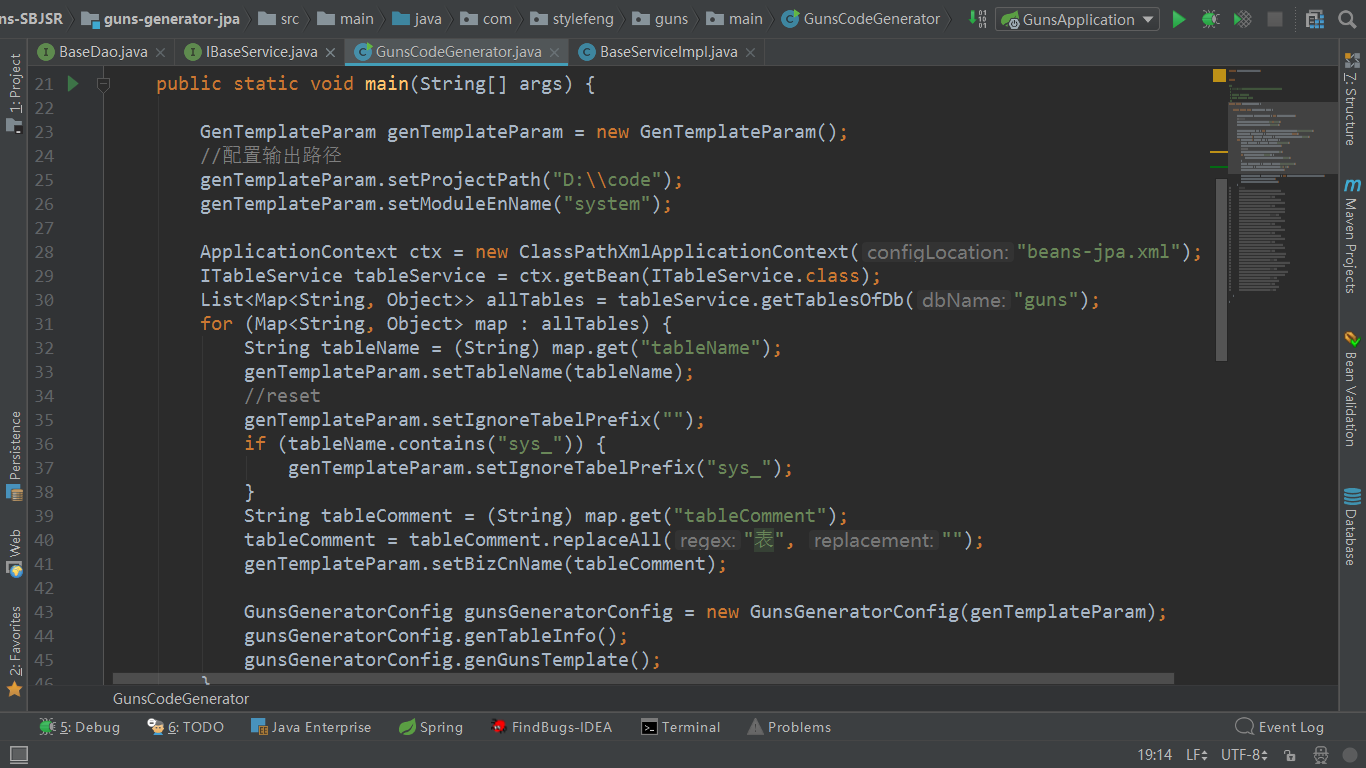 ns-SBJSR guns-generator-jpa src main java com stylefeng guns main GunsCodeGenerator GunsApplication
BaseDao.java IBaseService.java GunsCodeGenerator.java BaseServiceImpl.java
1: Project
Persistence
Web
2: Favorites
21 public static void main(String[] args) {
22
23 GenTemplateParam genTemplateParam = new GenTemplateParam();
24 //配置输出路径
25 genTemplateParam.setProjectPath("D:\\code");
26 genTemplateParam.setModuleEnName("system");
27
28 ApplicationContext ctx = new ClassPathXmlApplicationContext( configLocation: "beans-jpa.xml");
29 ITableService tableService = ctx.getBean(ITableService.class);
30 List<Map<String, Object>> allTables = tableService.getTablesOfDb( dbName: "guns");
31 for (Map<String, Object> map : allTables) {
32 String tableName = (String) map.get("tableName");
33 genTemplateParam.setTableName(tableName);
34 //reset
35 genTemplateParam.setIgnoreTabelPrefix("");
36 if (tableName.contains("sys_")) {
37 genTemplateParam.setIgnoreTabelPrefix("sys_");
38 }
39 String tableComment = (String) map.get("tableComment");
40 tableComment = tableComment.replaceAll( regex: "表", replacement: "");
41 genTemplateParam.setBizCnName(tableComment);
42
43 GunsGeneratorConfig gunsGeneratorConfig = new GunsGeneratorConfig(genTemplateParam);
44 gunsGeneratorConfig.genTableInfo();
45 gunsGeneratorConfig.genGunsTemplate();
46 }
7: Structure
Maven Projects
Bean Validation
Database
GunsCodeGenerator
5: Debug 6: TODO Java Enterprise Spring FindBugs-IDEA Terminal Problems Event Log
19:14 LF UTF-8